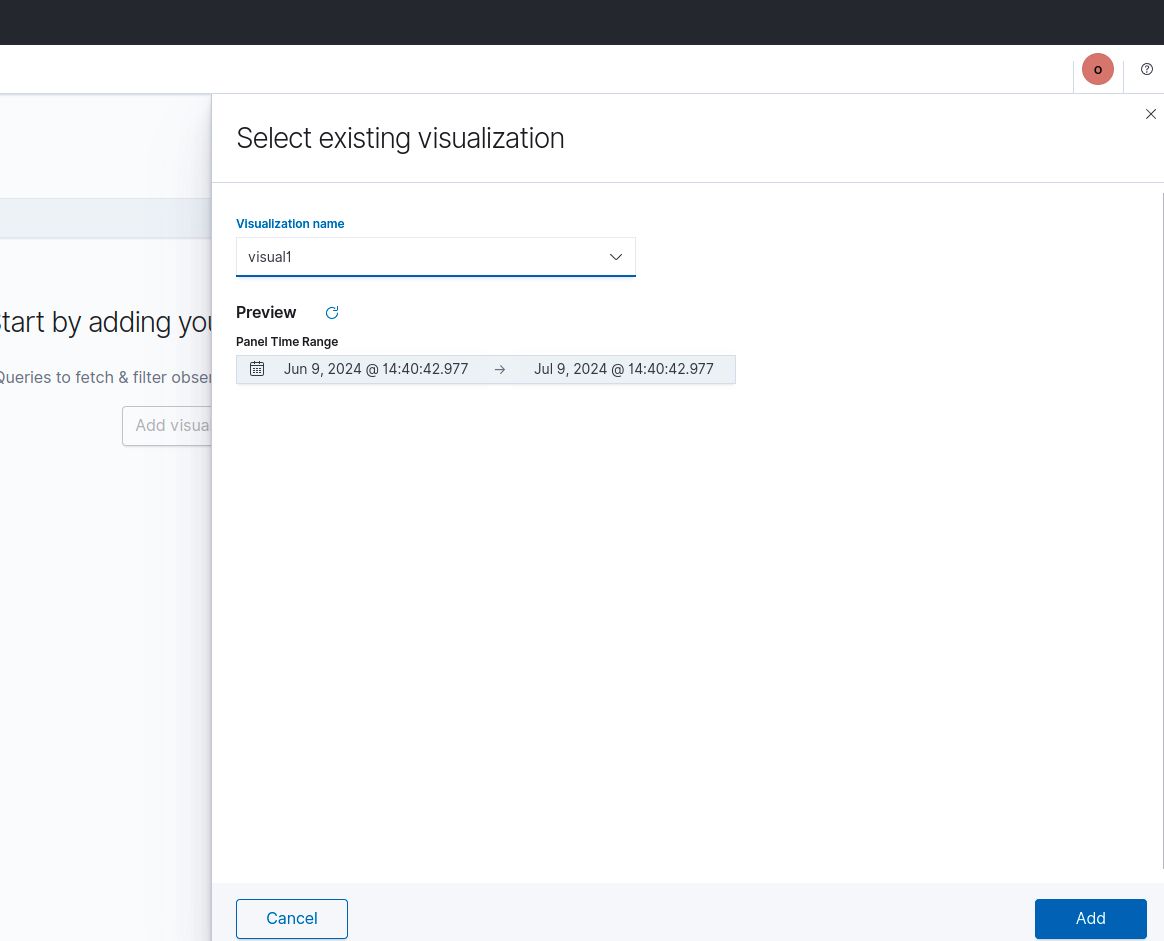 o
Select existing visualization
Visualization name
visual1
Preview
Panel Time Range
Jun 9, 2024 @ 14:40:42.977 → Jul 9, 2024 @ 14:40:42.977
tart by adding you
Queries to fetch & filter obser
Add visua
Cancel
Add